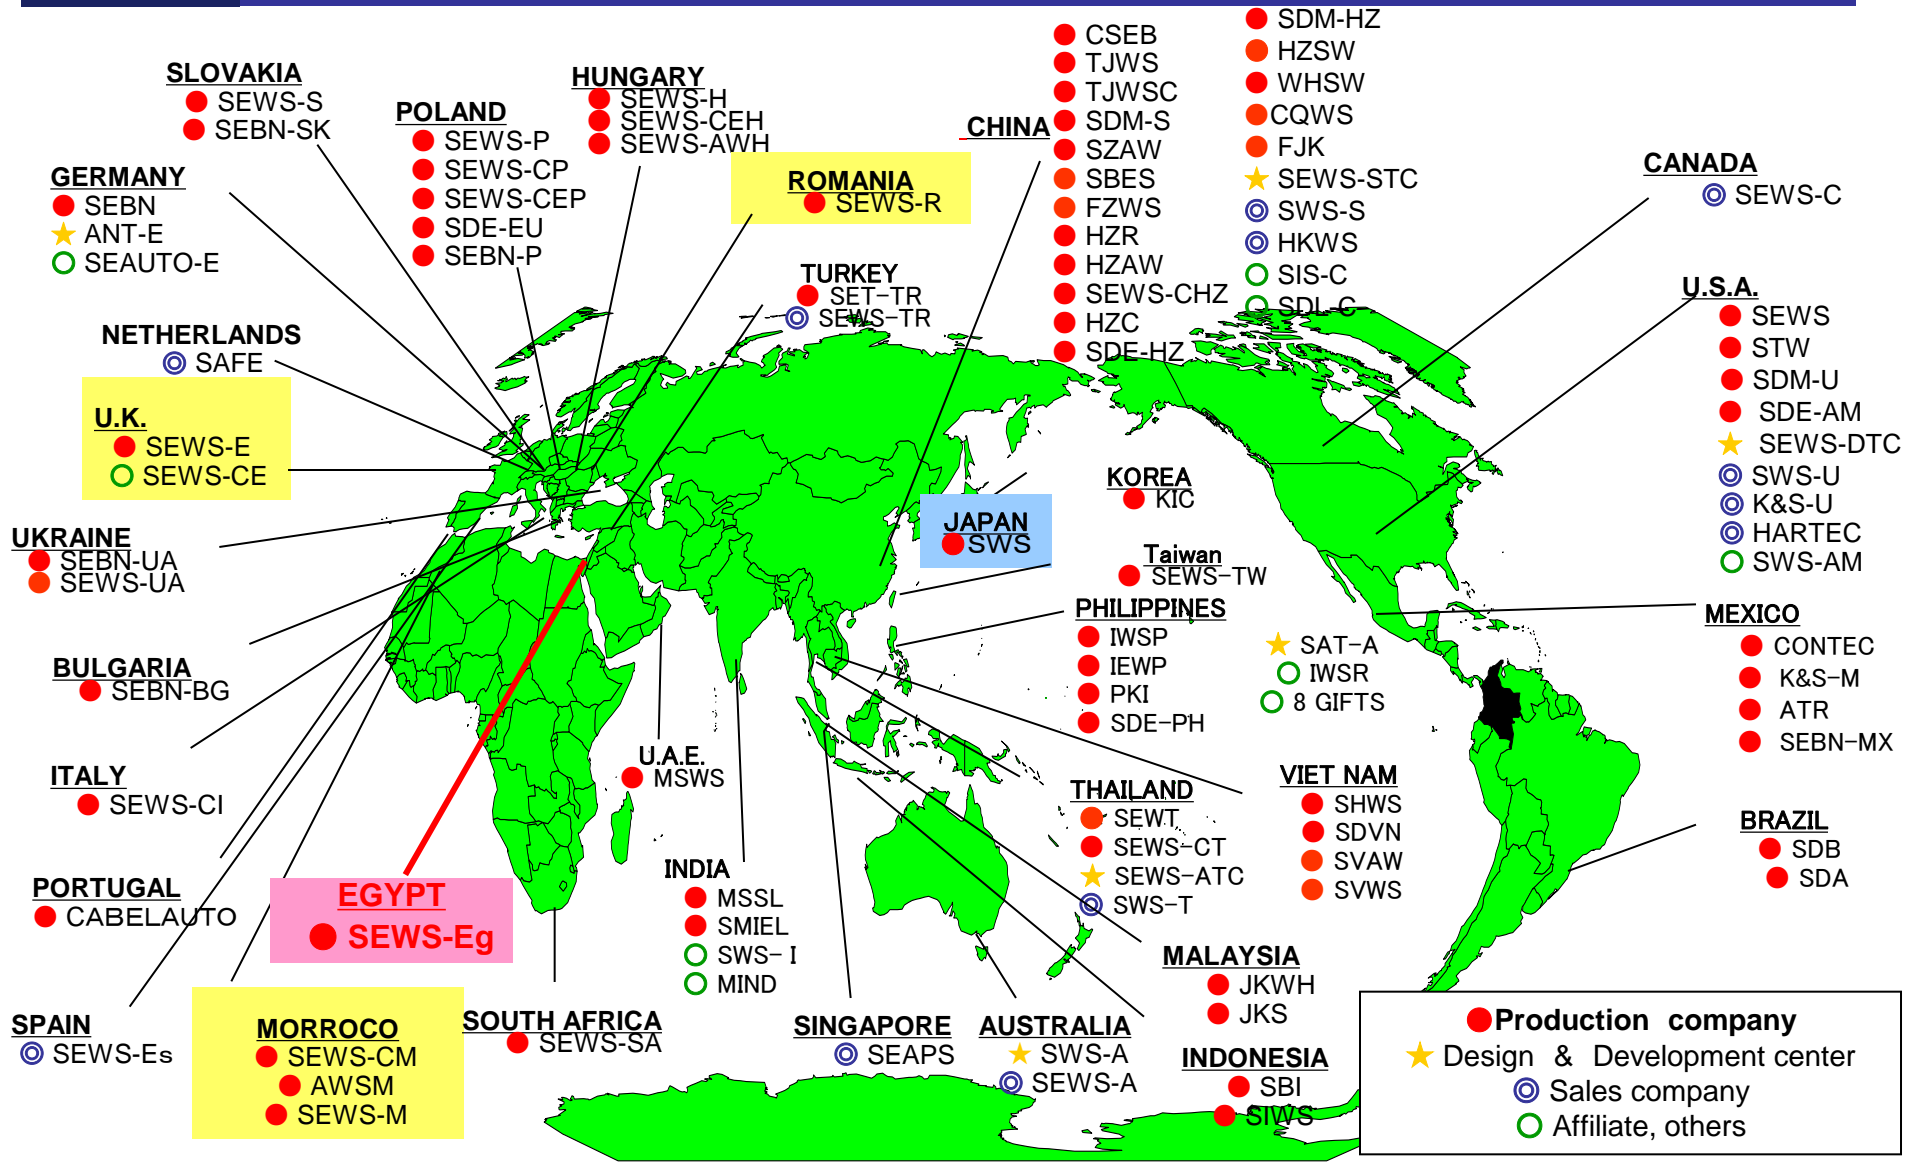 SLOVAKIA
SEWS-S
SEBN-SK
GERMANY
SEBN
ANT-E
SEAUTO-E
POLAND
SEWS-P
SEWS-CP
SEWS-CEP
SDE-EU
SEBN-P
HUNGARY
SEWS-H
SEWS-CEH
SEWS-AWH
ROMANIA
SEWS-R
TURKEY
SET-TR
SEWS-TR
CHINA
CSEB
TJWS
TJWSC
SDM-S
SZAW
SBES
FZWS
HZR
HZAW
SEWS-CHZ
HZC
SDE-HZ
SDM-HZ
HZSW
WHSW
CQWS
FJK
SEWS-STC
SWS-S
HKWS
SIS-C
SDL-C
CANADA
SEWS-C
U.S.A.
SEWS
STW
SDM-U
SDE-AM
SEWS-DTC
SWS-U
K&S-U
HARTEC
SWS-AM
NETHERLANDS
SAFE
U.K.
SEWS-E
SEWS-CE
UKRAINE
SEBN-UA
SEWS-UA
BULGARIA
SEBN-BG
ITALY
SEWS-CI
PORTUGAL
CABELAUTO
SPAIN
SEWS-Es
EGYPT
SEWS-Eg
MORROCO
SEWS-CM
AWSM
SEWS-M
SOUTH AFRICA
SEWS-SA
U.A.E.
MSWS
INDIA
MSSL
SMIEL
SWS-I
MIND
SINGAPORE
SEAPS
AUSTRALIA
SWS-A
SEWS-A
JAPAN
SWS
KOREA
KIC
Taiwan
SEWS-TW
PHILIPPINES
IWSP
IEWP
PKI
SDE-PH
SAT-A
IWSR
8 GIFTS
THAILAND
SEWT
SEWS-CT
SEWS-ATC
SWS-T
VIET NAM
SHWS
SDVN
SVAW
SVWS
MALAYSIA
JKWH
JKS
INDONESIA
SBI
SIWS
MEXICO
CONTEC
K&S-M
ATR
SEBN-MX
BRAZIL
SDB
SDA
Production company
Design & Development center
Sales company
Affiliate, others